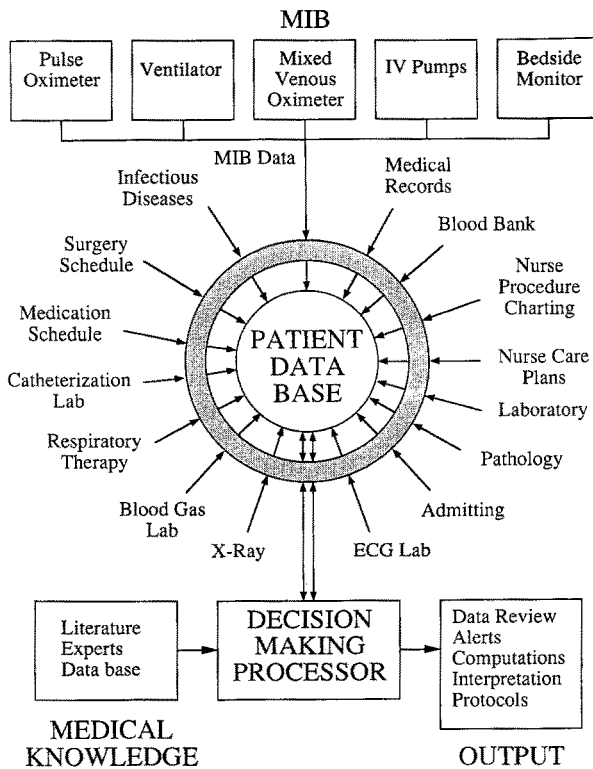 MIB
Pulse
Oximeter
Ventilator
Mixed
Venous
Oximeter
IV Pumps
Bedside
Monitor
MIB Data
Infectious
Diseases
Medical
Records
Surgery
Schedule
Blood Bank
Medication
Schedule
Nurse
Procedure
Charting
Catheterization
Lab
PATIENT
DATA
BASE
Nurse Care
Plans
Respiratory
Therapy
Laboratory
Blood Gas
Lab
Pathology
X-Ray
ECG Lab
Admitting
Literature
Experts
Data base
DECISION
MAKING
PROCESSOR
Data Review
Alerts
Computations
Interpretation
Protocols
MEDICAL
KNOWLEDGE
OUTPUT